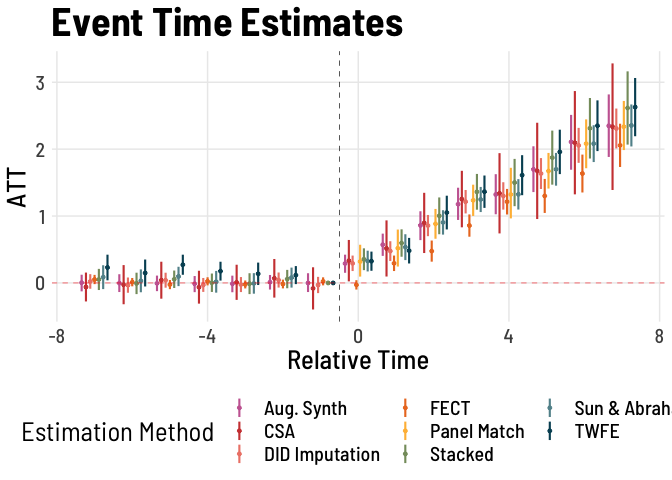 Event Time Estimates
ATT
3
2
1
0
-8 -4 0 4 8
Relative Time
Estimation Method
Aug. Synth FECT Sun & Abrah
CSA Panel Match TWFE
DID Imputation Stacked